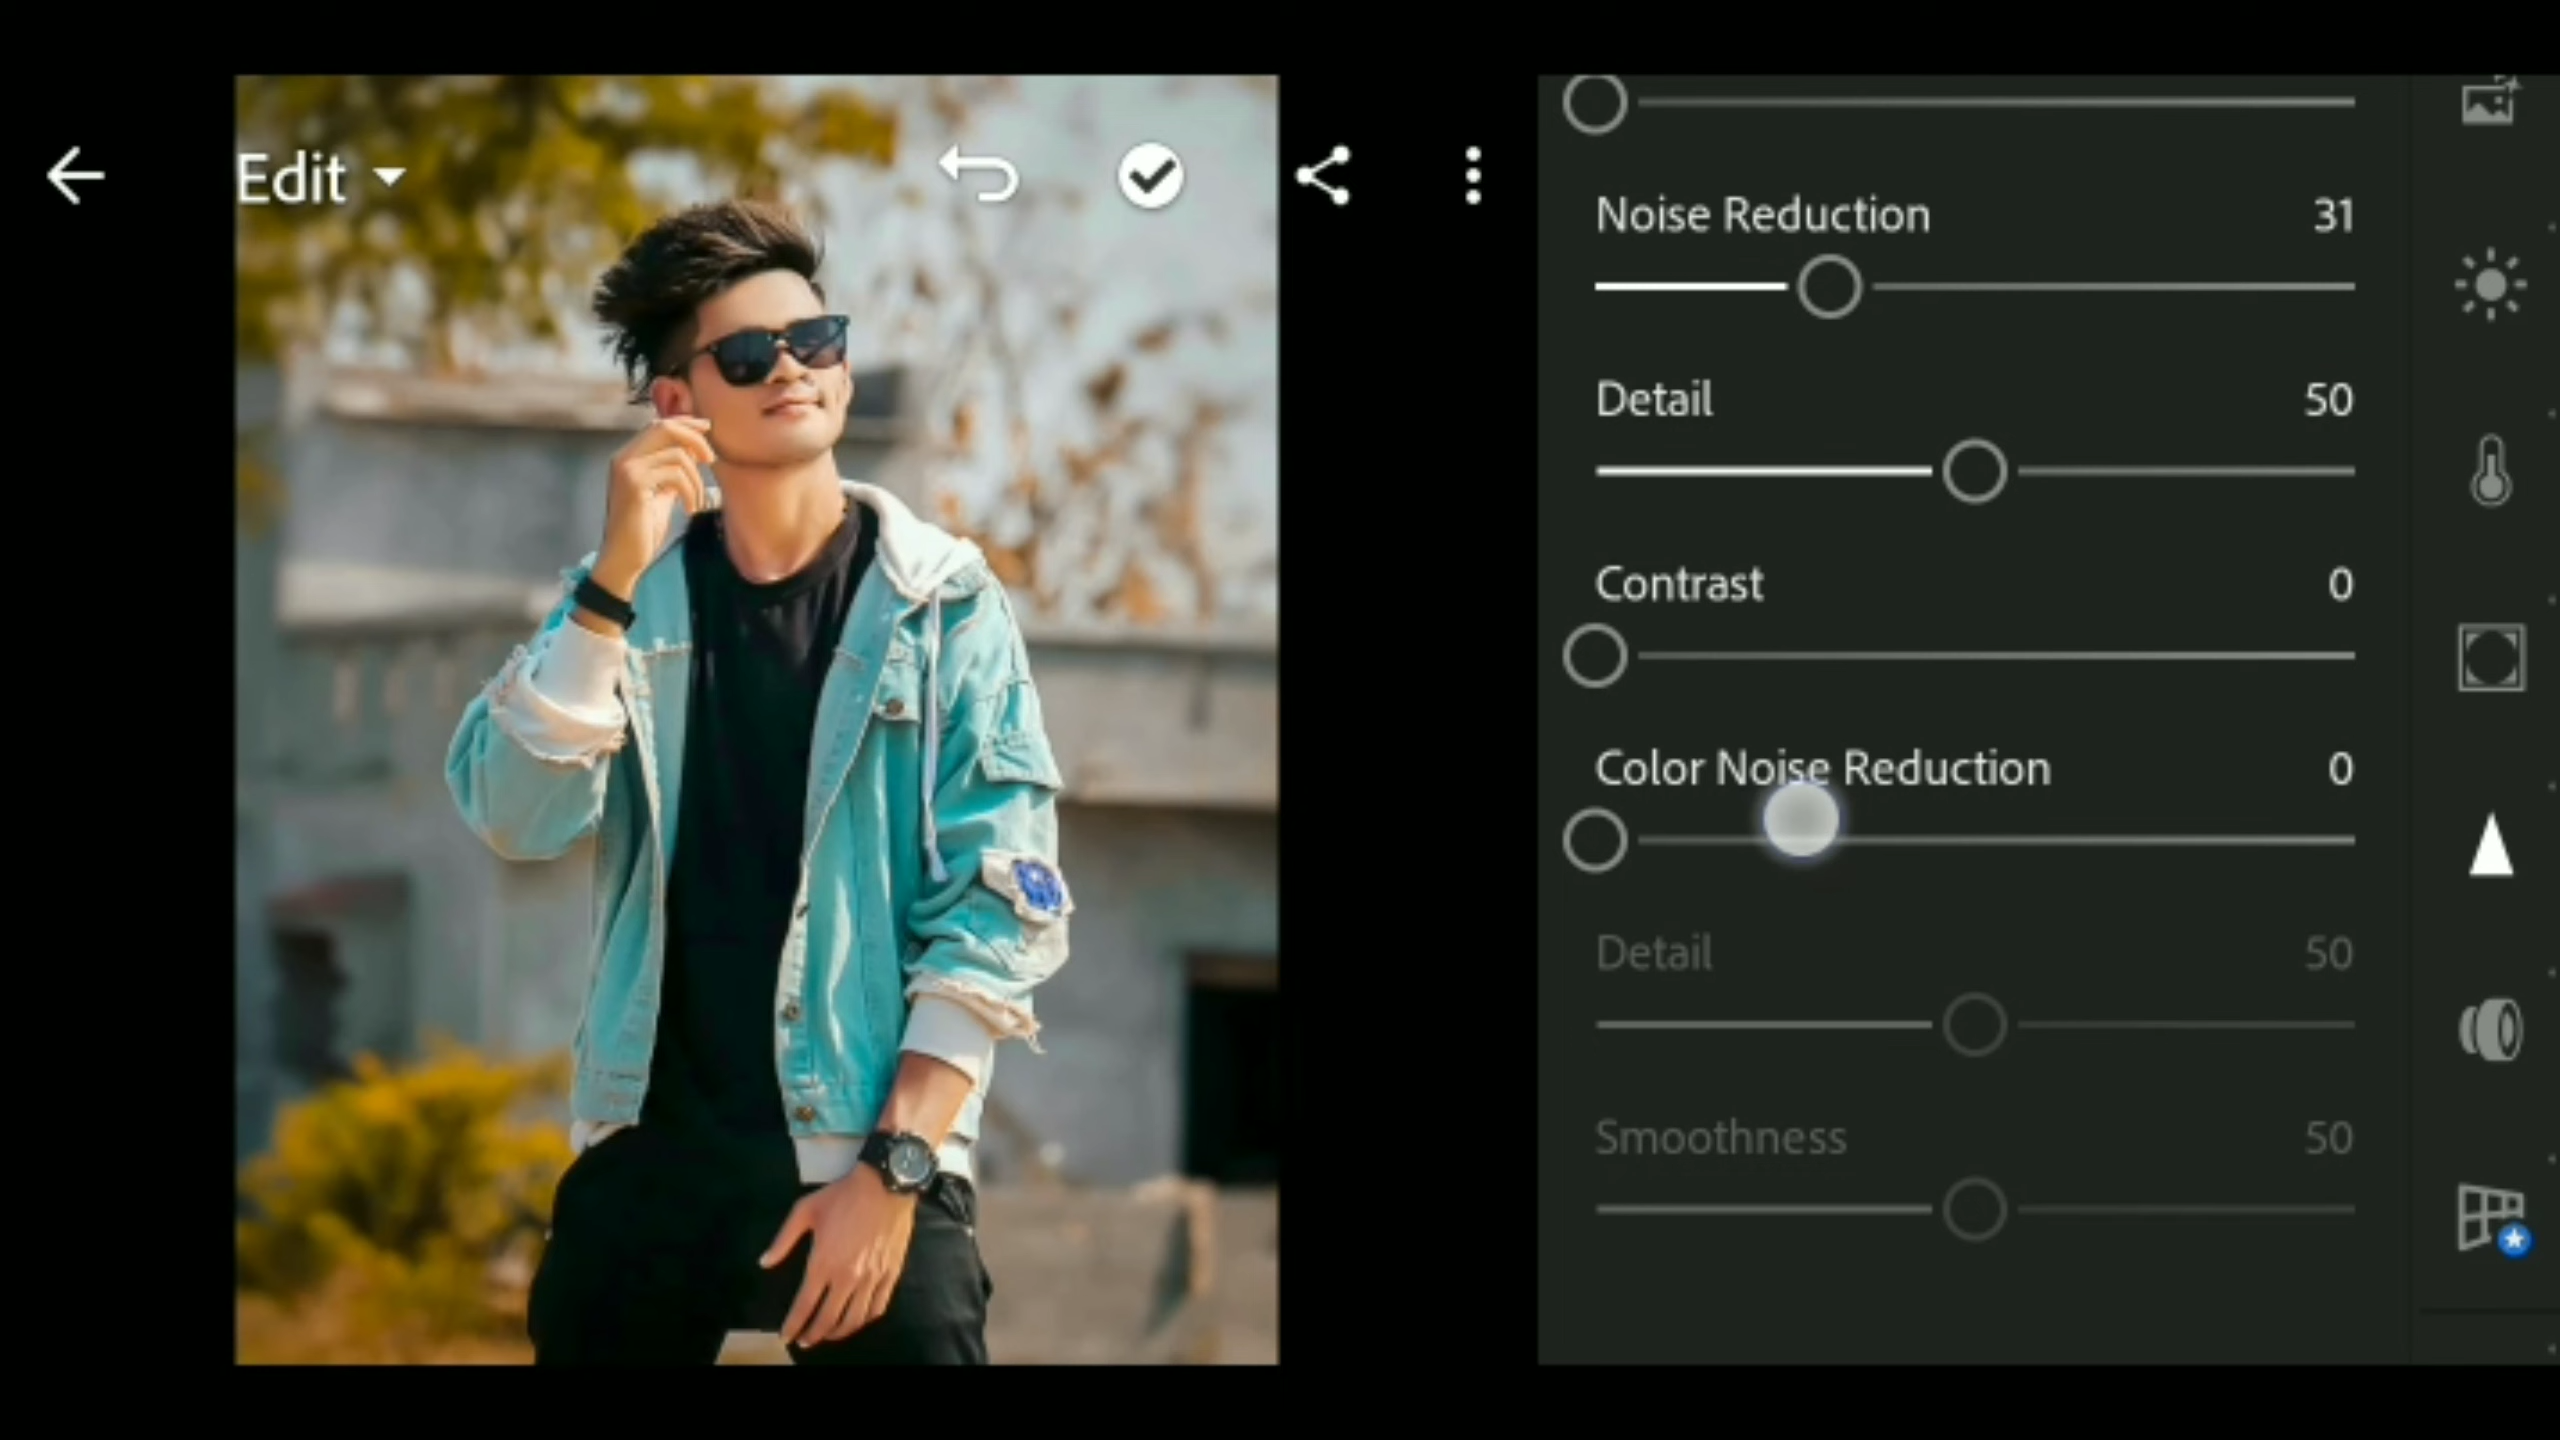 Edit
Noise Reduction 31
Detail 50
Contrast 0
Color Noise Reduction 0
Detail 50
Smoothness 50